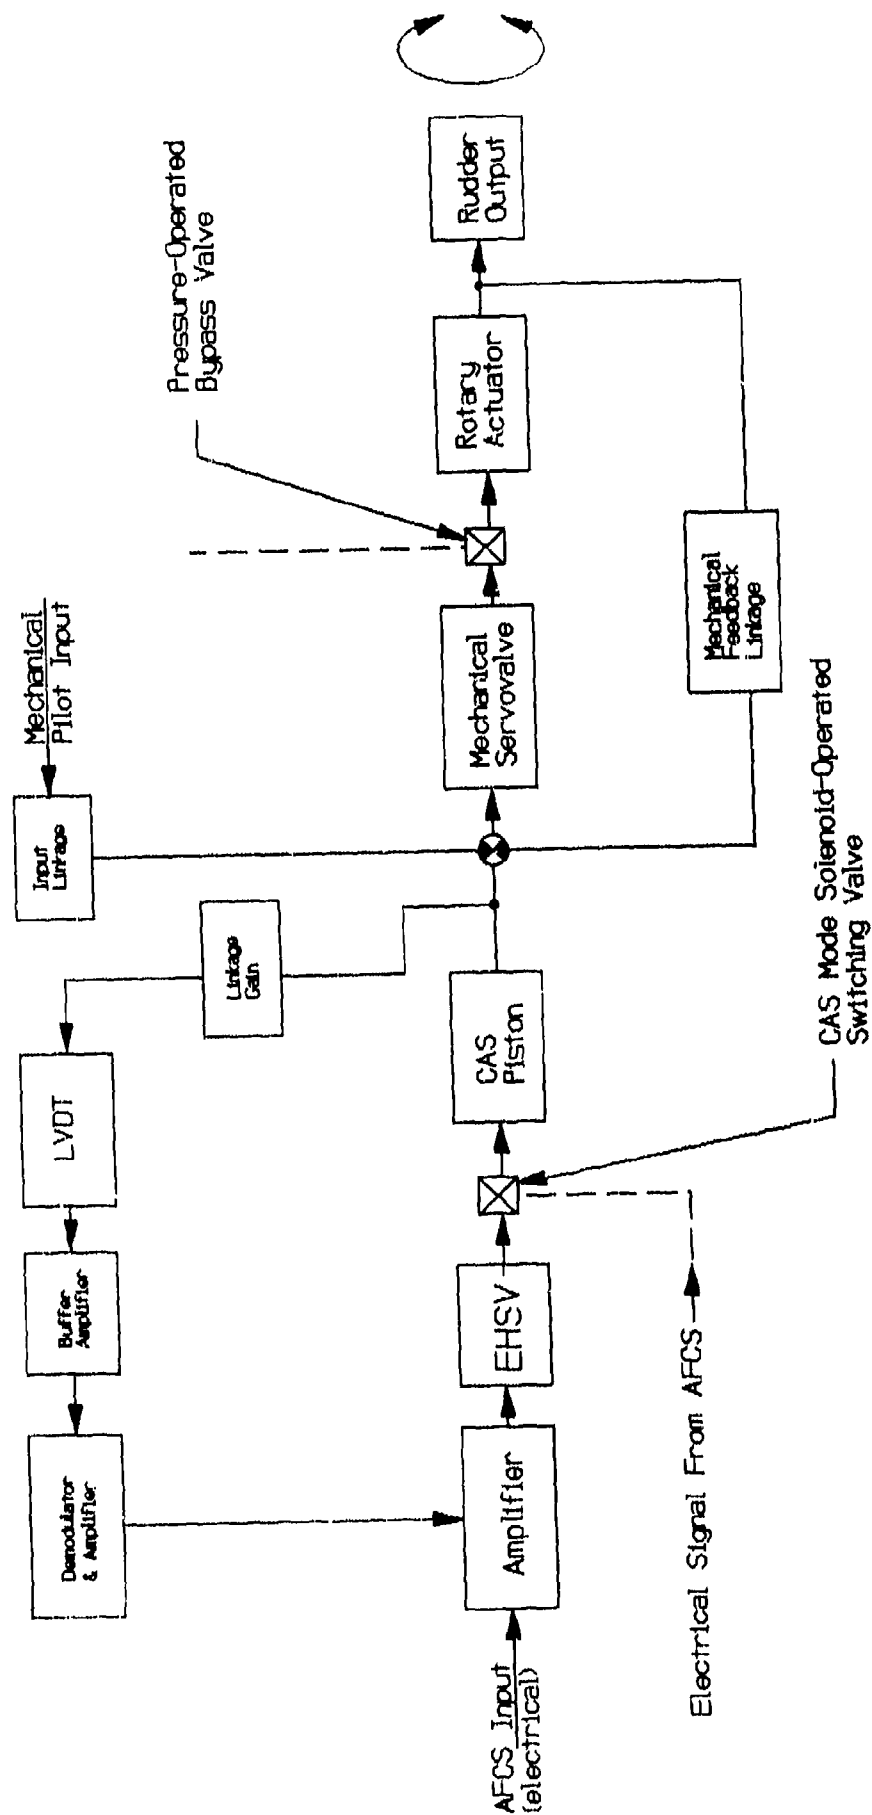 Mechanical
Pilot Input
Input
Linkage
Pressure-Operated
Bypass Valve
Demodulator
& Amplifier
Buffer
Amplifier
LVDT
Linkage
Gain
AFCS Input
(electrical)
Amplifier
EHSV
CAS
Piston
Mechanical
Servovalve
Rotary
Actuator
Rudder
Output
Mechanical
Feedback
Linkage
Electrical Signal From AFCS
CAS Mode Solenoid-Operated
Switching Valve